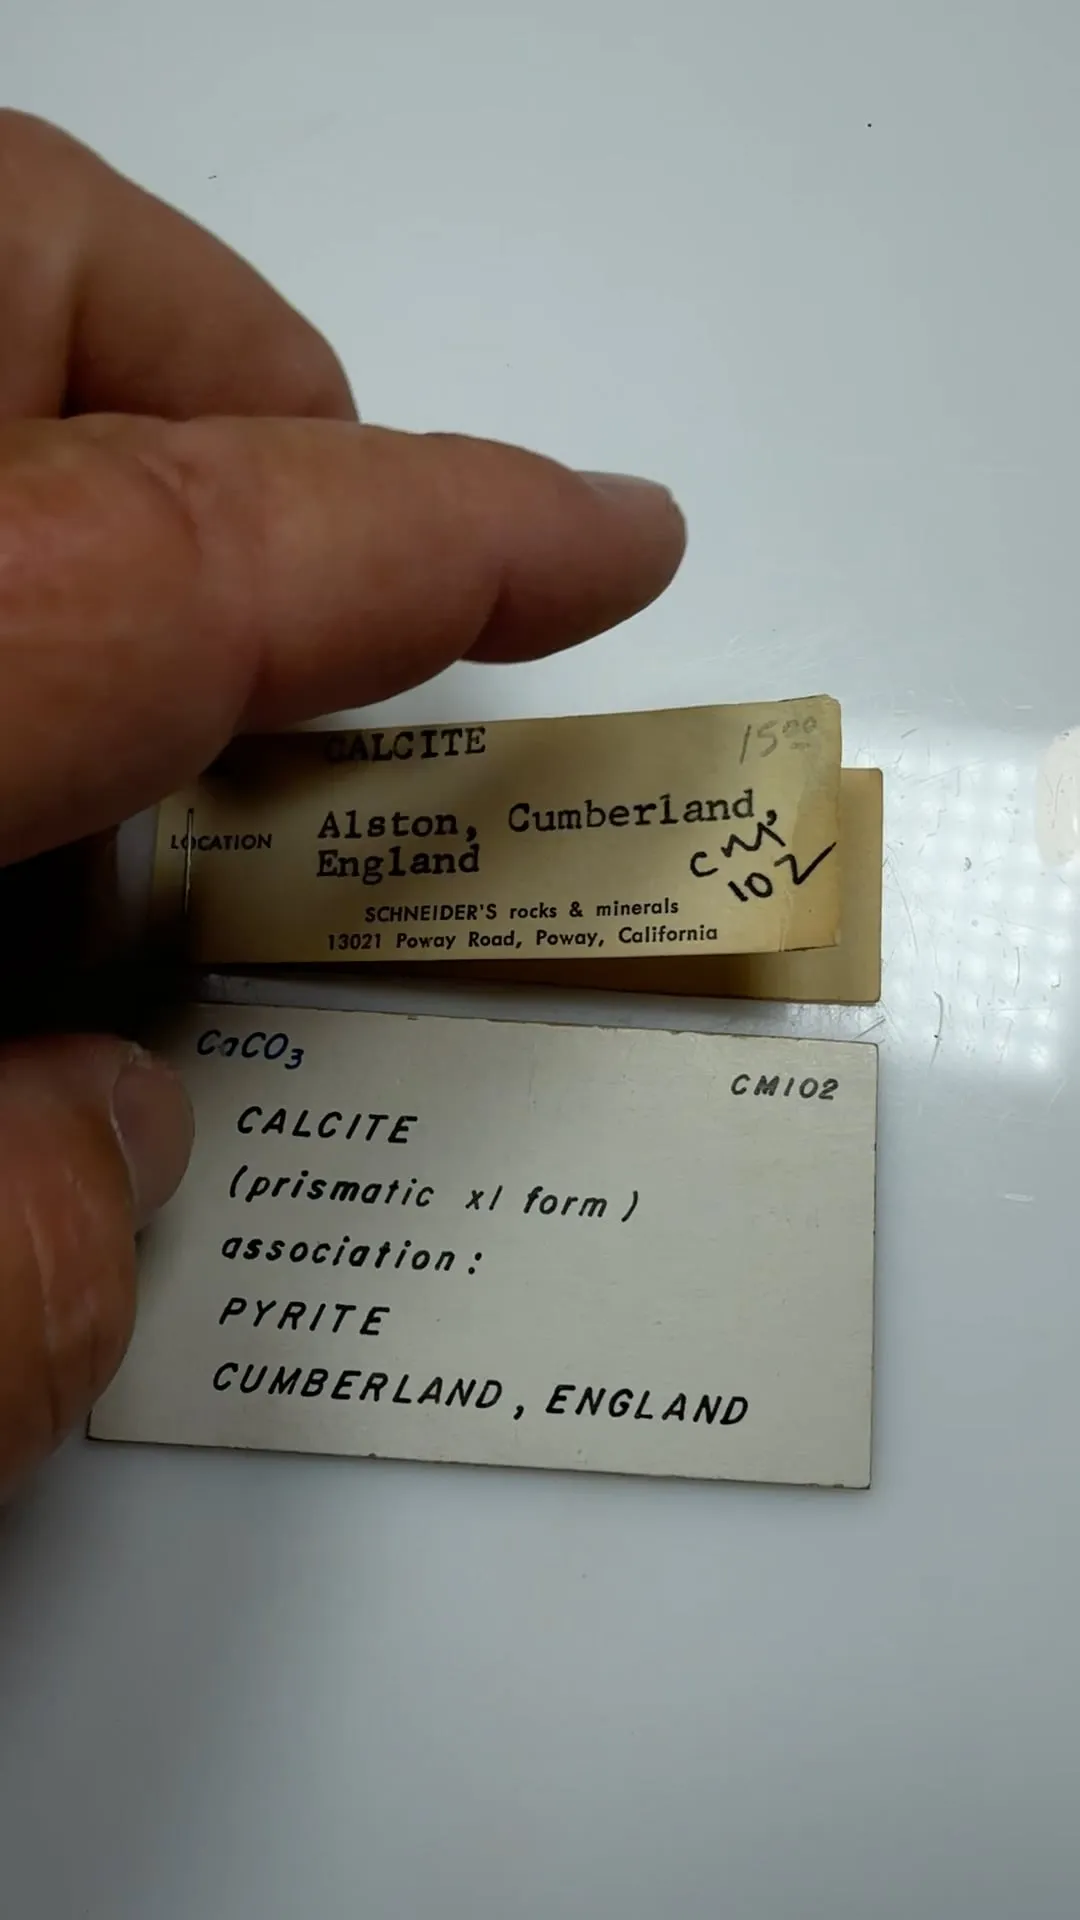 CALCITE
15.00
LOCATION
Alston, Cumberland,
England
CM
102
SCHNEIDER'S rocks & minerals
13021 Poway Road, Poway, California
CaCO3
CM102
CALCITE
(prismatic xl form)
association:
PYRITE
CUMBERLAND, ENGLAND